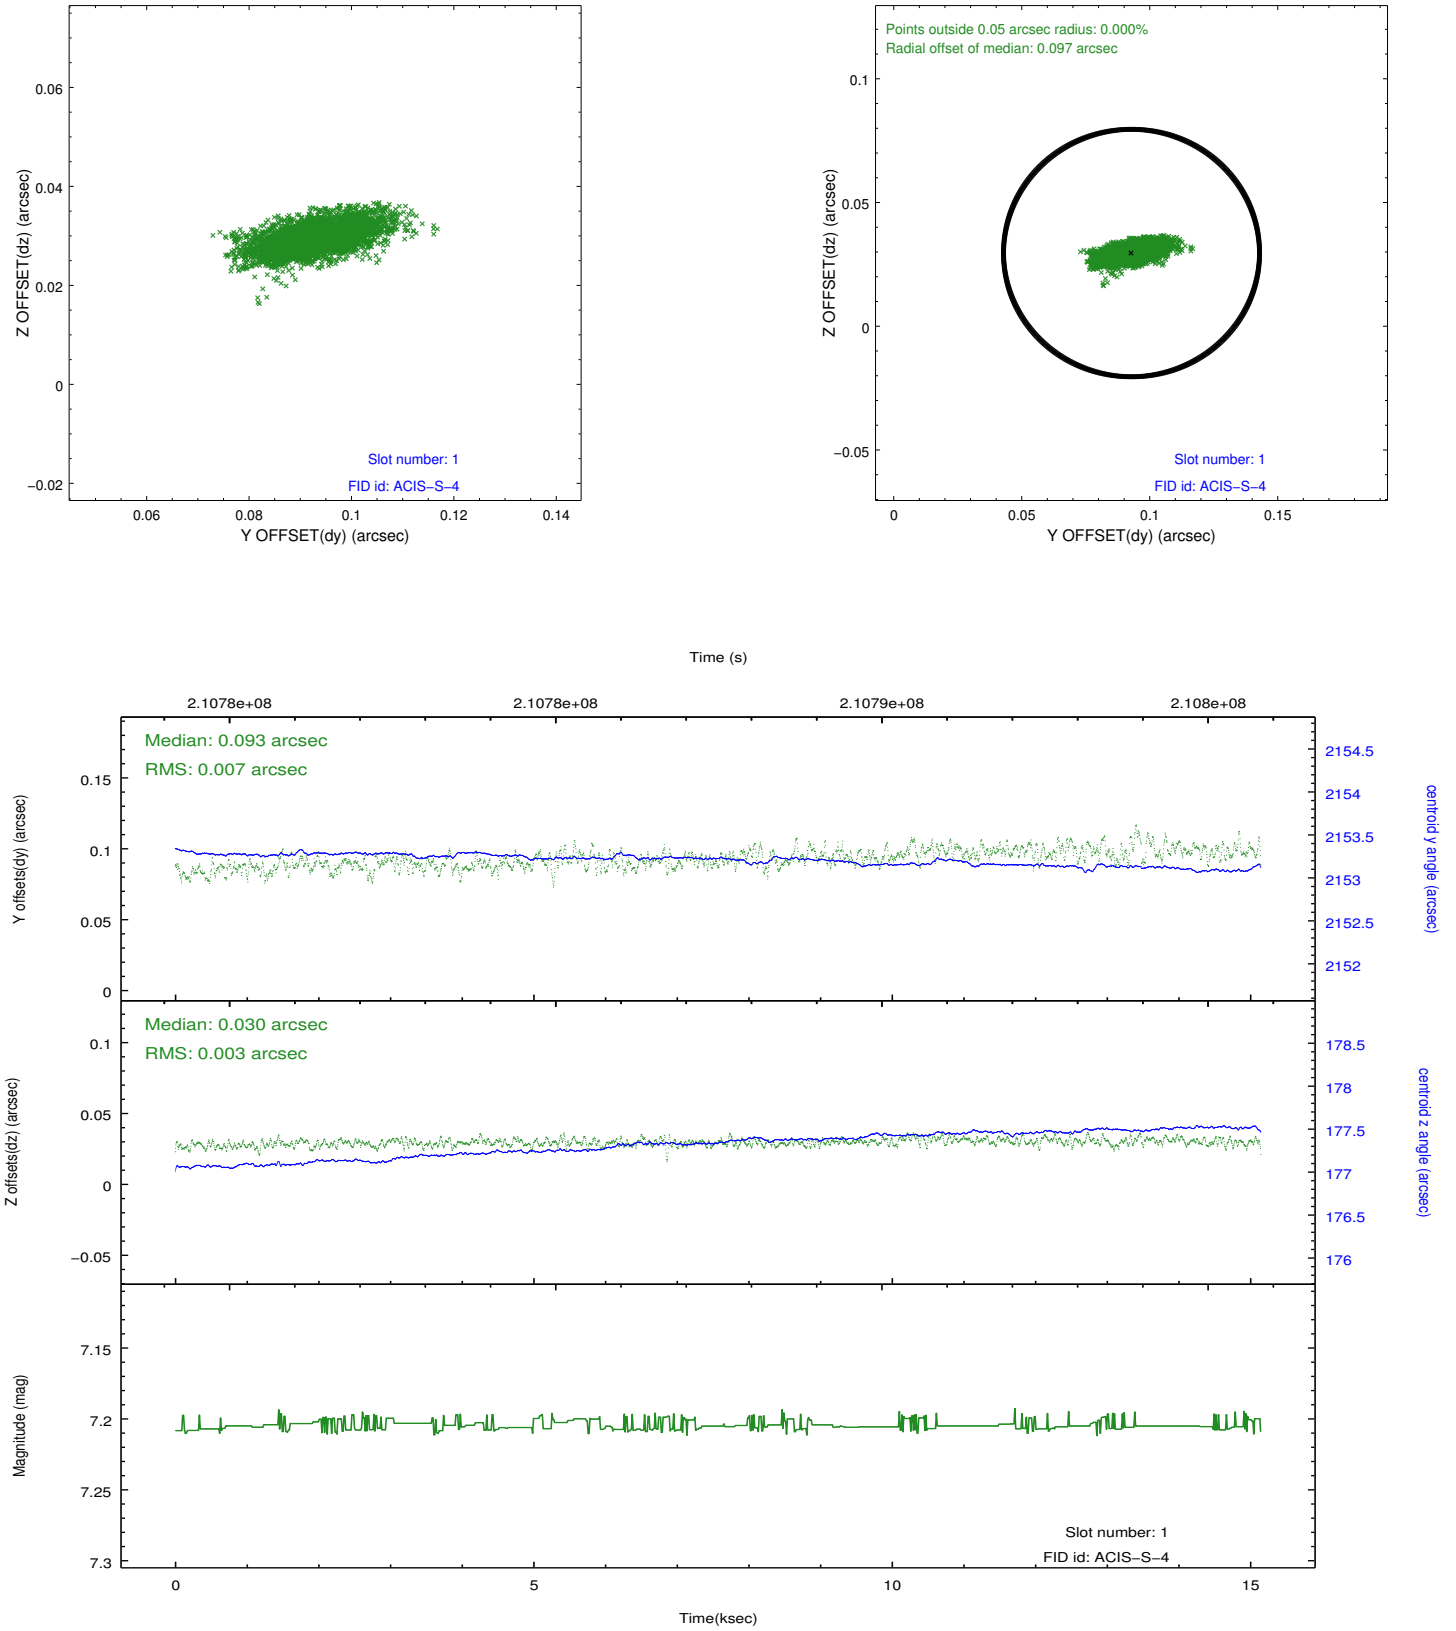 0.06
0.04
0.02
0
−0.02
Z OFFSET(dz) (arcsec)
Slot number: 1
FID id: ACIS−S−4
0.06 0.08 0.1 0.12 0.14
Y OFFSET(dy) (arcsec)
Points outside 0.05 arcsec radius: 0.000%
Radial offset of median: 0.097 arcsec
0.1
0.05
0
−0.05
Z OFFSET(dz) (arcsec)
Slot number: 1
FID id: ACIS−S−4
0 0.05 0.1 0.15
Y OFFSET(dy) (arcsec)
Time (s)
2.1078e+08 2.1078e+08 2.1079e+08 2.108e+08
Median: 0.093 arcsec
RMS: 0.007 arcsec
0.15
0.1
0.05
0
Y offsets(dy) (arcsec)
2154.5
2154
2153.5
2153
2152.5
2152
centroid y angle (arcsec)
Median: 0.030 arcsec
RMS: 0.003 arcsec
0.1
0.05
0
−0.05
Z offsets(dz) (arcsec)
178.5
178
177.5
177
176.5
176
centroid z angle (arcsec)
7.15
7.2
7.25
7.3
Magnitude (mag)
Slot number: 1
FID id: ACIS−S−4
0 5 10 15
Time(ksec)